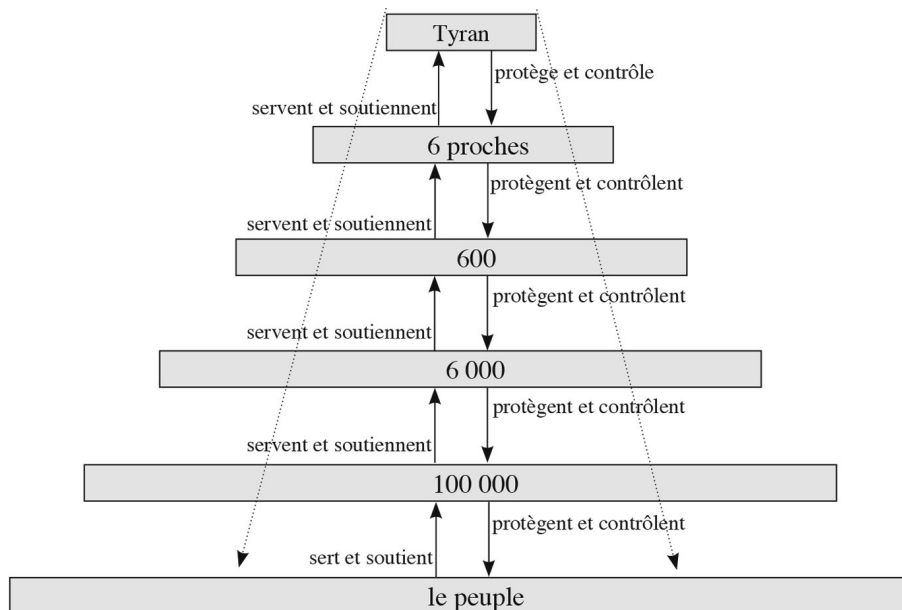 Tyran
protège et contrôle
servent et soutiennent
6 proches
protègent et contrôlent
servent et soutiennent
600
protègent et contrôlent
servent et soutiennent
6 000
protègent et contrôlent
servent et soutiennent
100 000
protègent et contrôlent
sert et soutient
le peuple